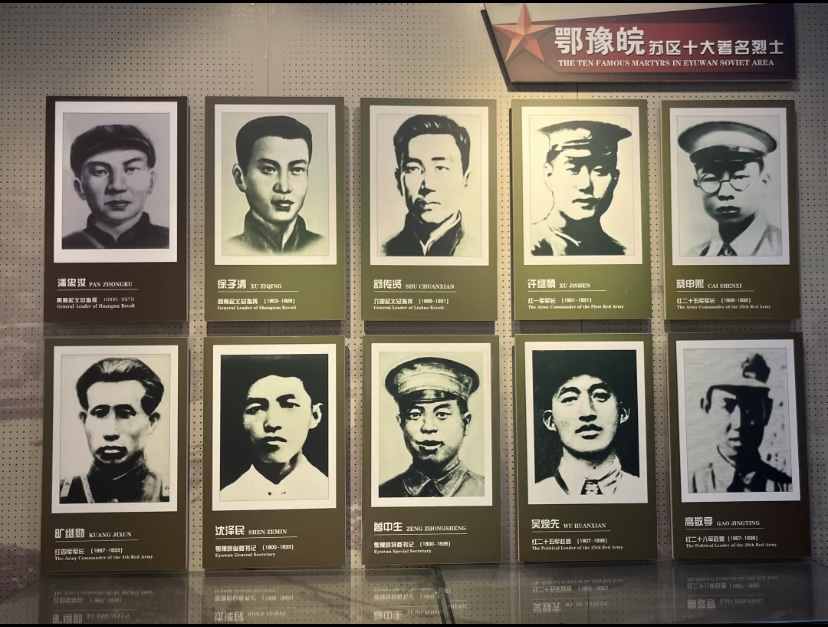 鄂豫皖 苏区十大著名烈士
THE TEN FAMOUS MARTYRS IN EYUWAN SOVIET AREA
潘忠汝 PAN ZHONGRU
黄麻起义总指挥
General Leader of Huangma Revolt
徐子清 XU ZIQING
商南起义总指挥
General Leader of Shangnan Revolt
舒传贤 SHU CHUANXIAN
六霍起义总指挥
General Leader of Liuhuo Revolt
许继慎 XU JISHEN
红一军军长 (1901-1931)
The Army Commander of the First Red Army
蔡申熙 CAI SHENXI
红二十五军军长
The Army Commander of the 25th Red Army
旷继勋 KUANG JIXUN
红四军军长 (1897-1933)
The Army Commander of the 4th Red Army
沈泽民 SHEN ZEMIN
鄂豫皖省委书记 (1900-1933)
Eyuwan General Secretary
曾中生 ZENG ZHONGSHENG
鄂豫皖特委书记 (1900-1935)
Eyuwan Special Secretary
吴焕先 WU HUANXIAN
红二十五军政委 (1907-1935)
The Political Leader of the 25th Red Army
高敬亭 GAO JINGTING
红二十八军政委 (1907-1939)
The Political Leader of the 28th Red Army